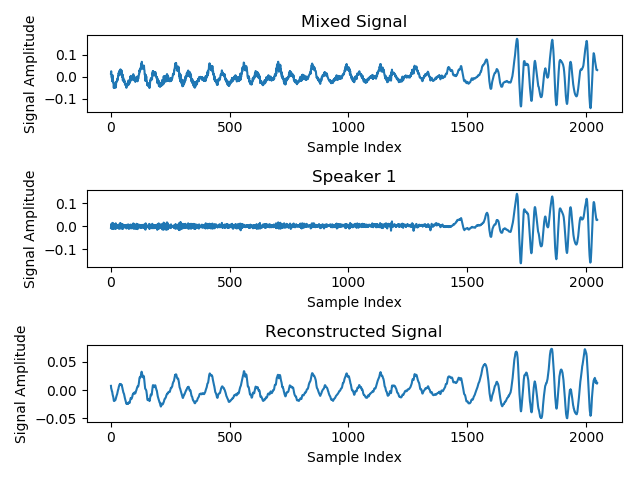 Mixed Signal
Signal Amplitude
0.1
0.0
−0.1
0
500
1000
1500
2000
Sample Index
Speaker 1
Signal Amplitude
0.1
0.0
−0.1
0
500
1000
1500
2000
Sample Index
Reconstructed Signal
Signal Amplitude
0.05
0.00
−0.05
0
500
1000
1500
2000
Sample Index